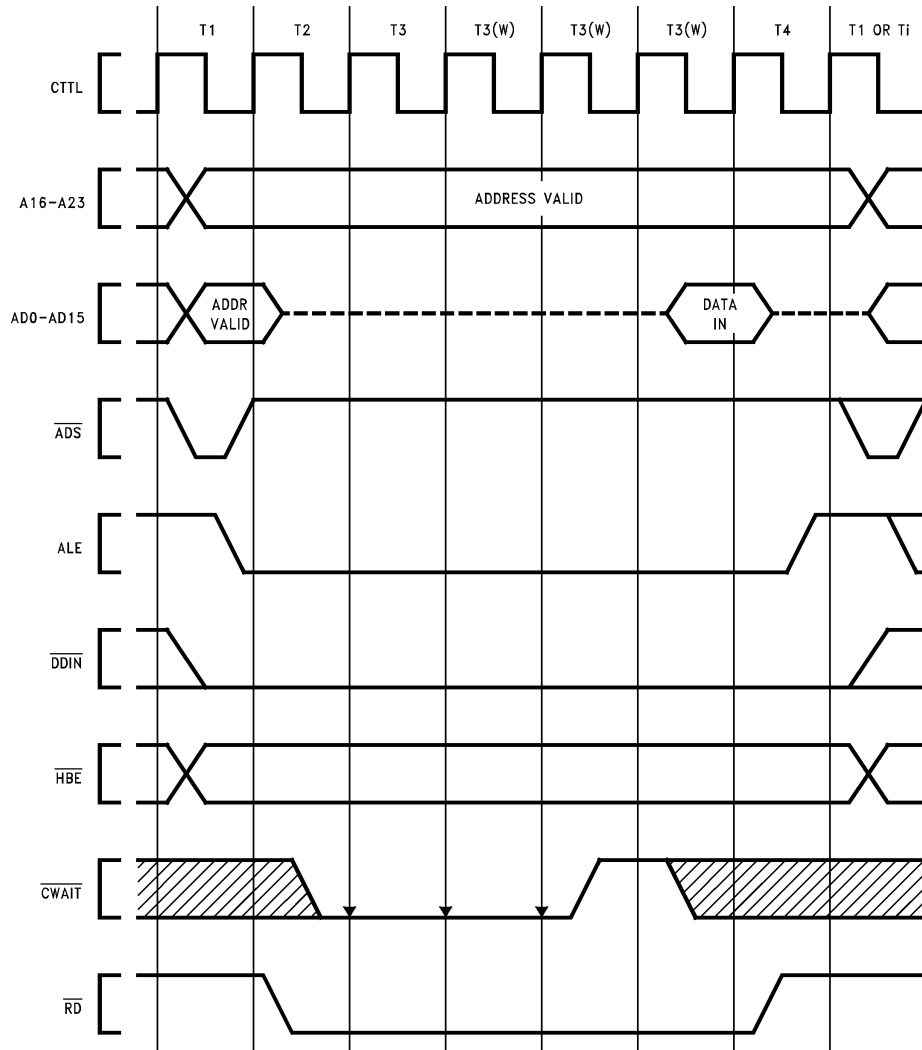 T1 T2 T3 T3(W) T3(W) T3(W) T4 T1 OR Ti
CTTL
A16-A23 ADDRESS VALID
AD0-AD15
ADDR
VALID
DATA
IN
ADS
ALE
DDIN
HBE
CWAIT
RD